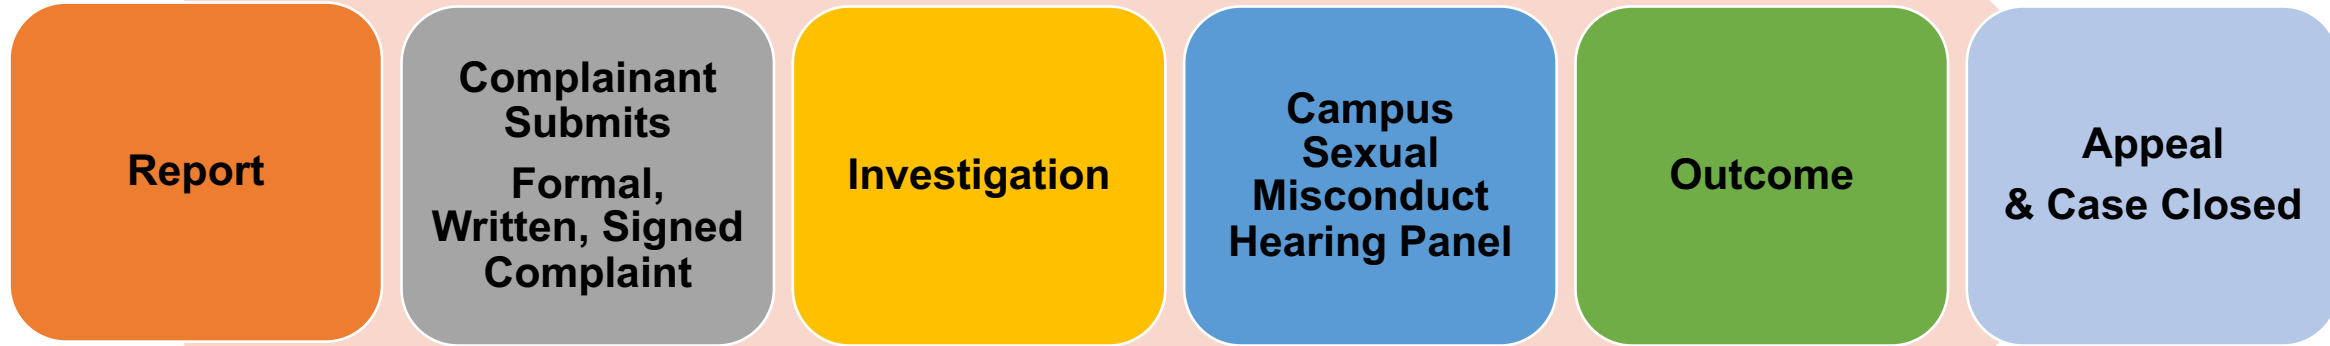 Report
Complainant
Submits
Formal,
Written, Signed
Complaint
Investigation
Campus
Sexual
Misconduct
Hearing Panel
Outcome
Appeal
& Case Closed